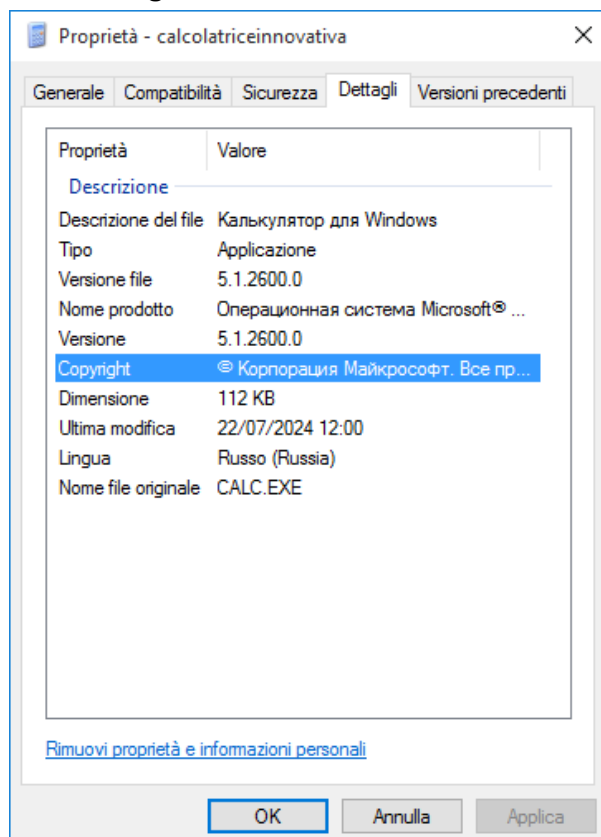 Proprietà - calcolatriceinnovativa
Generale Compatibilità Sicurezza Dettagli Versioni precedenti
Proprietà Valore
Descrizione
Descrizione del file Калькулятор для Windows
Tipo Applicazione
Versione file 5.1.2600.0
Nome prodotto Операционная система Microsoft® ...
Versione 5.1.2600.0
Copyright © Корпорация Майкрософт. Все пр...
Dimensione 112 KB
Ultima modifica 22/07/2024 12:00
Lingua Russo (Russia)
Nome file originale CALC.EXE
Rimuovi proprietà e informazioni personali
OK Annulla Applica